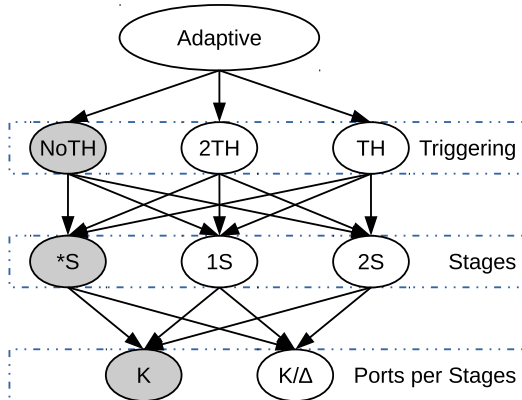 Adaptive
NoTH 2TH TH Triggering
*S 1S 2S Stages
K K/Δ Ports per Stages